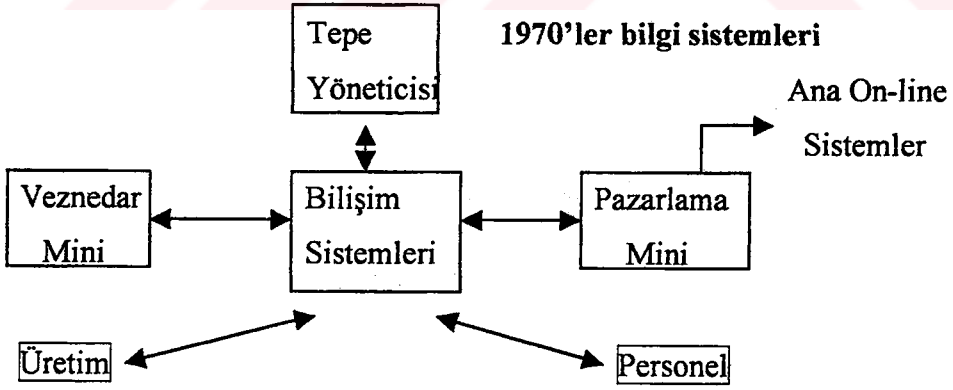 Tepe
Yöneticisi
1970'ler bilgi sistemleri
Ana On-line
Sistemler
Veznedar
Mini
Bilişim
Sistemleri
Pazarlama
Mini
Üretim
Personel